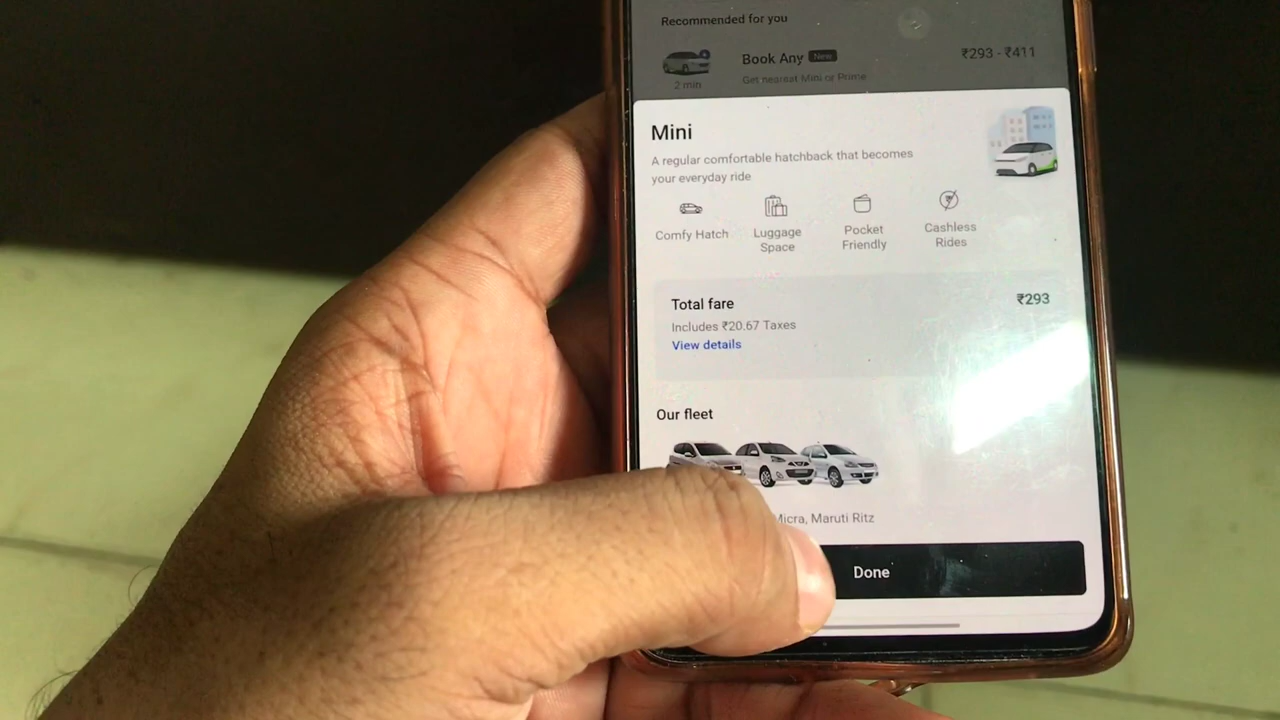 Recommended for you
Book Any New ₹293 - ₹411
2 min Get nearest Mini or Prime
Mini
A regular comfortable hatchback that becomes
your everyday ride
Comfy Hatch
Luggage
Space
Pocket
Friendly
Cashless
Rides
Total fare ₹293
Includes ₹20.67 Taxes
View details
Our fleet
Micra, Maruti Ritz
Done